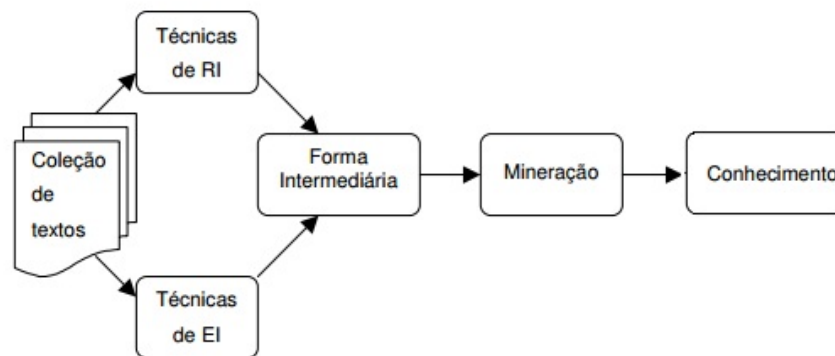 Técnicas
de RI
Coleção
de
textos
Forma
Intermediária
Mineração
Conhecimento
Técnicas
de EI